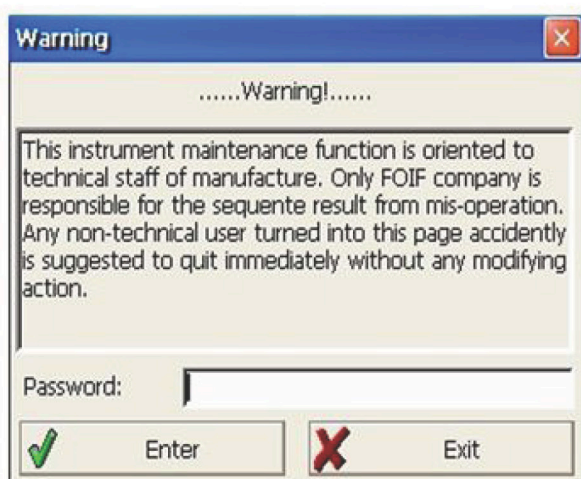 Warning
......Warning!......
This instrument maintenance function is oriented to
technical staff of manufacture. Only FOIF company is
responsible for the sequente result from mis-operation.
Any non-technical user turned into this page accidently
is suggested to quit immediately without any modifying
action.
Password:
Enter Exit